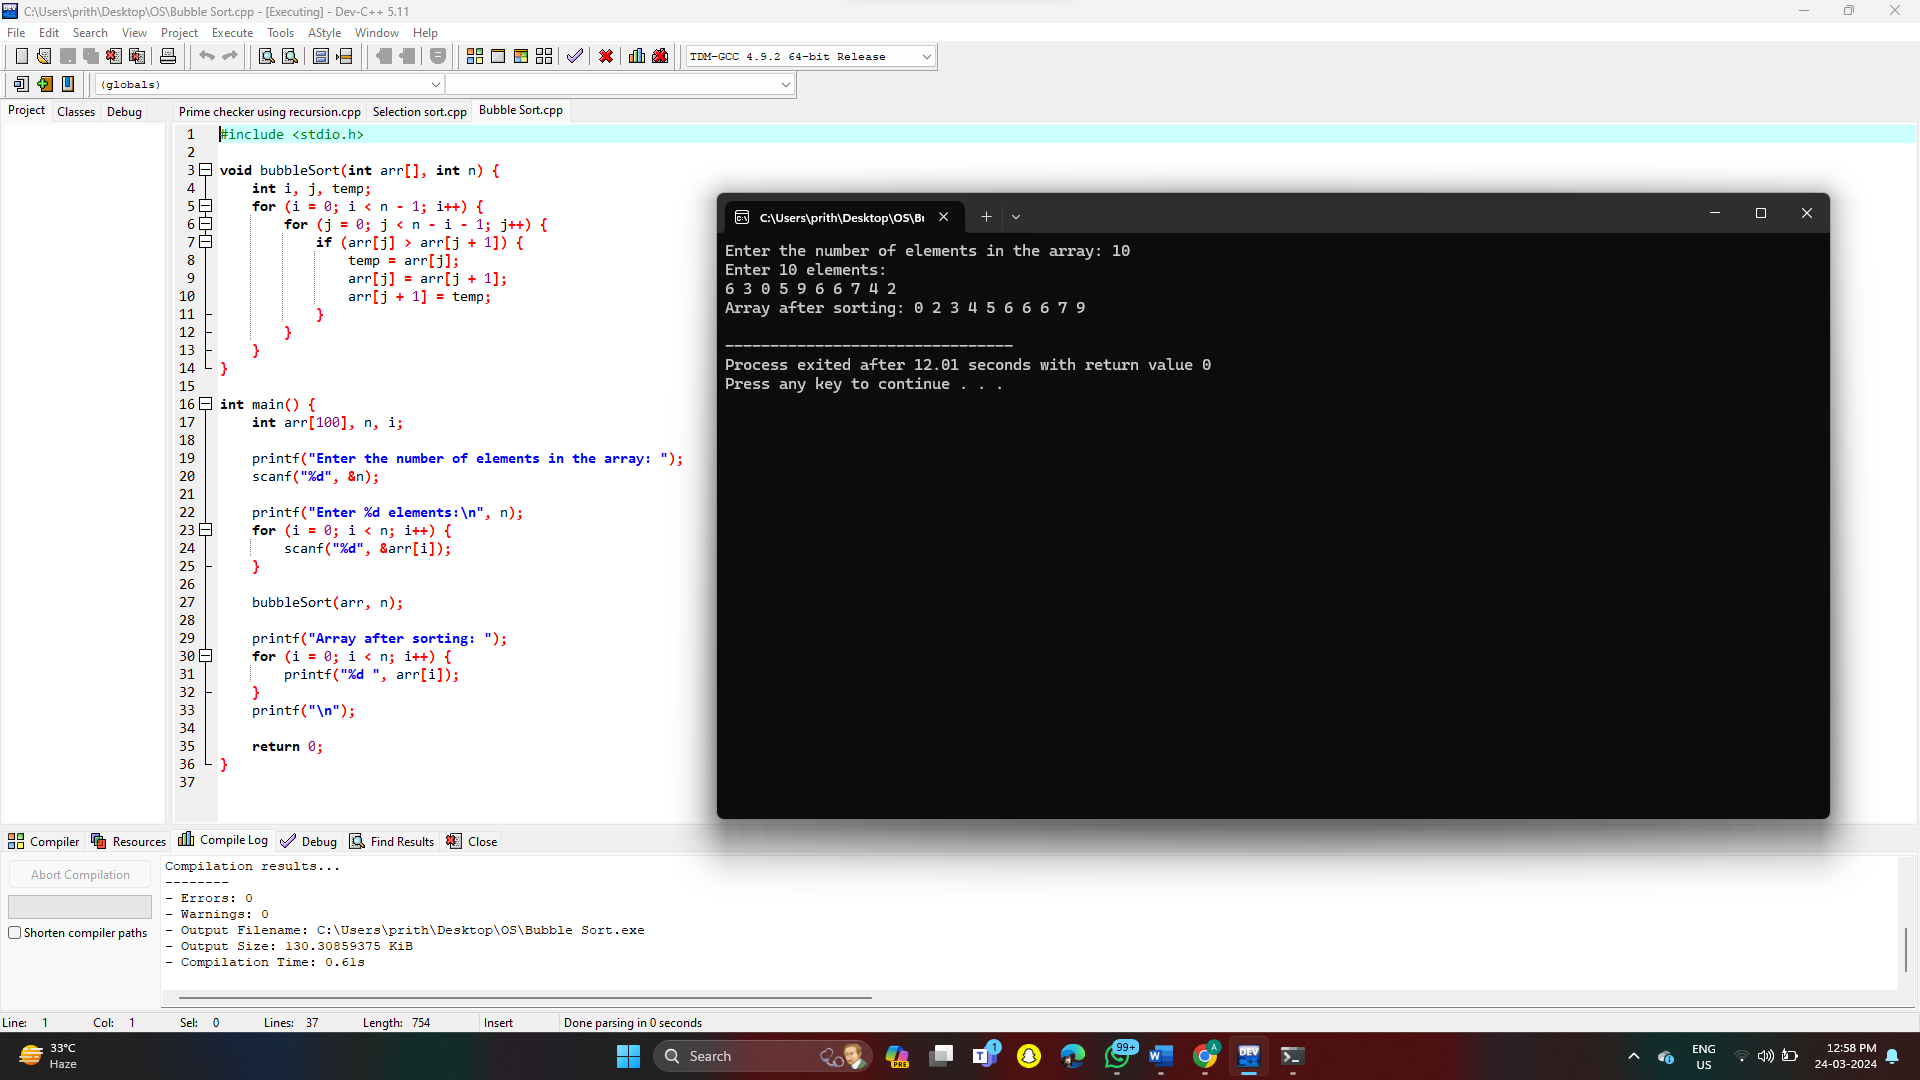 C:\Users\prith\Desktop\OS\Bubble Sort.cpp - [Executing] - Dev-C++ 5.11
File Edit Search View Project Execute Tools AStyle Window Help
TDM-GCC 4.9.2 64-bit Release
(globals)
Project Classes Debug
Prime checker using recursion.cpp Selection sort.cpp Bubble Sort.cpp
1 #include <stdio.h>
2
3 void bubbleSort(int arr[], int n) {
4 int i, j, temp;
5 for (i = 0; i < n - 1; i++) {
6 for (j = 0; j < n - i - 1; j++) {
7 if (arr[j] > arr[j + 1]) {
8 temp = arr[j];
9 arr[j] = arr[j + 1];
10 arr[j + 1] = temp;
11 }
12 }
13 }
14 }
15
16 int main() {
17 int arr[100], n, i;
18
19 printf("Enter the number of elements in the array: ");
20 scanf("%d", &n);
21
22 printf("Enter %d elements:\n", n);
23 for (i = 0; i < n; i++) {
24 scanf("%d", &arr[i]);
25 }
26
27 bubbleSort(arr, n);
28
29 printf("Array after sorting: ");
30 for (i = 0; i < n; i++) {
31 printf("%d ", arr[i]);
32 }
33 printf("\n");
34
35 return 0;
36 }
37
C:\Users\prith\Desktop\OS\Bu
Enter the number of elements in the array: 10
Enter 10 elements:
6 3 0 5 9 6 6 7 4 2
Array after sorting: 0 2 3 4 5 6 6 6 7 9
--------------------------------
Process exited after 12.01 seconds with return value 0
Press any key to continue . . .
Compiler Resources Compile Log Debug Find Results Close
Abort Compilation
Shorten compiler paths
Compilation results...
--------
- Errors: 0
- Warnings: 0
- Output Filename: C:\Users\prith\Desktop\OS\Bubble Sort.exe
- Output Size: 130.30859375 KiB
- Compilation Time: 0.61s
Line: 1 Col: 1 Sel: 0 Lines: 37 Length: 754 Insert Done parsing in 0 seconds
33°C
Haze
Search
PRE
T
1
99+
W
A
DEV
ENG
US
12:58 PM
24-03-2024